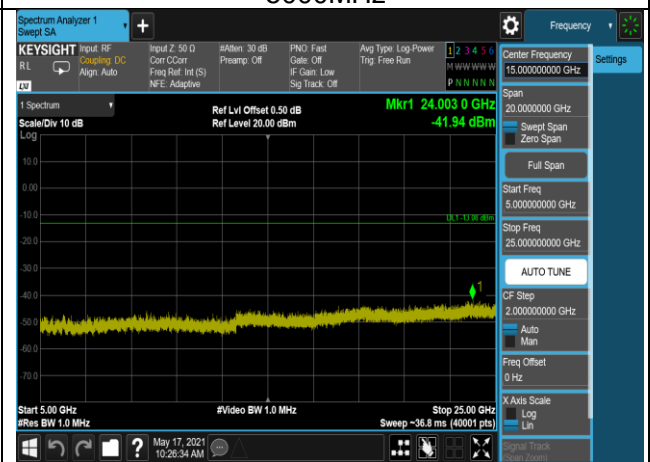 Spectrum Analyzer 1
Swept SA
+
Frequency
KEYSIGHT
RL
LXI
Input: RF
Coupling: DC
Align: Auto
Input Z: 50 Ω
Corr CCorr
Freq Ref: Int (S)
NFE: Adaptive
#Atten: 30 dB
Preamp: Off
PNO: Fast
Gate: Off
IF Gain: Low
Sig Track: Off
Avg Type: Log-Power
Trig: Free Run
1 2 3 4 5 6
M W W W W W
P N N N N N
Center Frequency
15.000000000 GHz
Settings
1 Spectrum
Scale/Div 10 dB
Ref Lvl Offset 0.50 dB
Ref Level 20.00 dBm
Mkr1 24.003 0 GHz
-41.94 dBm
Span
20.0000000 GHz
Swept Span
Zero Span
Full Span
Start Freq
5.000000000 GHz
Stop Freq
25.000000000 GHz
AUTO TUNE
CF Step
2.000000000 GHz
Auto
Man
Freq Offset
0 Hz
X Axis Scale
Log
Lin
Signal Track
(Span Zoom)
Log
10.0
0.00
-10.0
-20.0
-30.0
-40.0
-50.0
-60.0
-70.0
DL1 -13.00 dBm
1
Start 5.00 GHz
#Res BW 1.0 MHz
#Video BW 1.0 MHz
Stop 25.00 GHz
Sweep ~36.8 ms (40001 pts)
?
May 17, 2021
10:26:34 AM